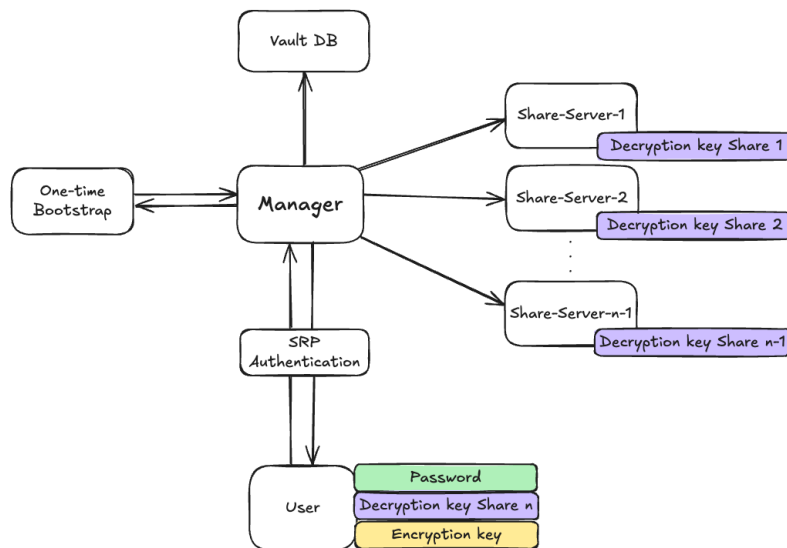 Vault DB
Share-Server-1
Decryption key Share 1
One-time
Bootstrap
Manager
Share-Server-2
Decryption key Share 2
Share-Server-n-1
Decryption key Share n-1
SRP
Authentication
User
Password
Decryption key Share n
Encryption key